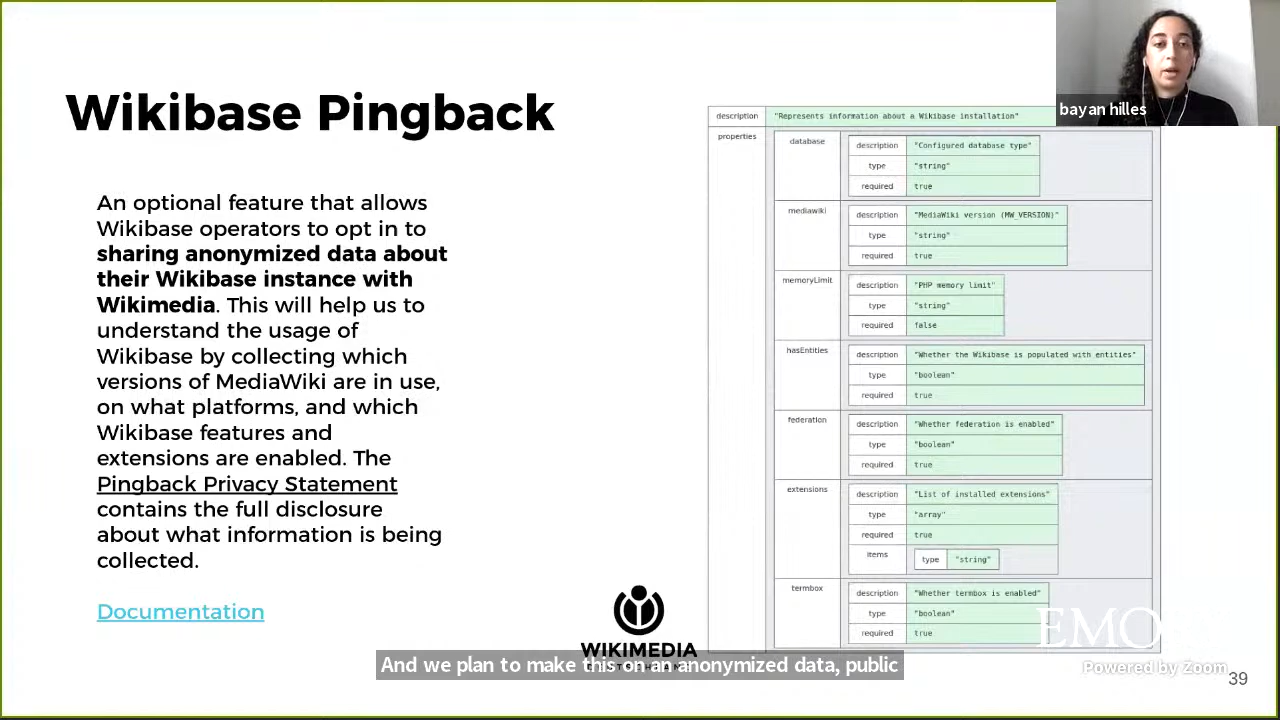 Wikibase Pingback
An optional feature that allows
Wikibase operators to opt in to
sharing anonymized data about
their Wikibase instance with
Wikimedia. This will help us to
understand the usage of
Wikibase by collecting which
versions of MediaWiki are in use,
on what platforms, and which
Wikibase features and
extensions are enabled. The
Pingback Privacy Statement
contains the full disclosure
about what information is being
collected.
Documentation
description "Represents information about a Wikibase installation"
properties
database
description "Configured database type"
type "string"
required true
mediawiki
description "MediaWiki version (MW_VERSION)"
type "string"
required true
memoryLimit
description "PHP memory limit"
type "string"
required false
hasEntities
description "Whether the Wikibase is populated with entities"
type "boolean"
required true
federation
description "Whether federation is enabled"
type "boolean"
required true
extensions
description "List of installed extensions"
type "array"
required true
items type "string"
termbox
description "Whether termbox is enabled"
type "boolean"
required true
bayan hilles
WIKIMEDIA
And we plan to make this on an anonymized data, public
Powered by Zoom
39